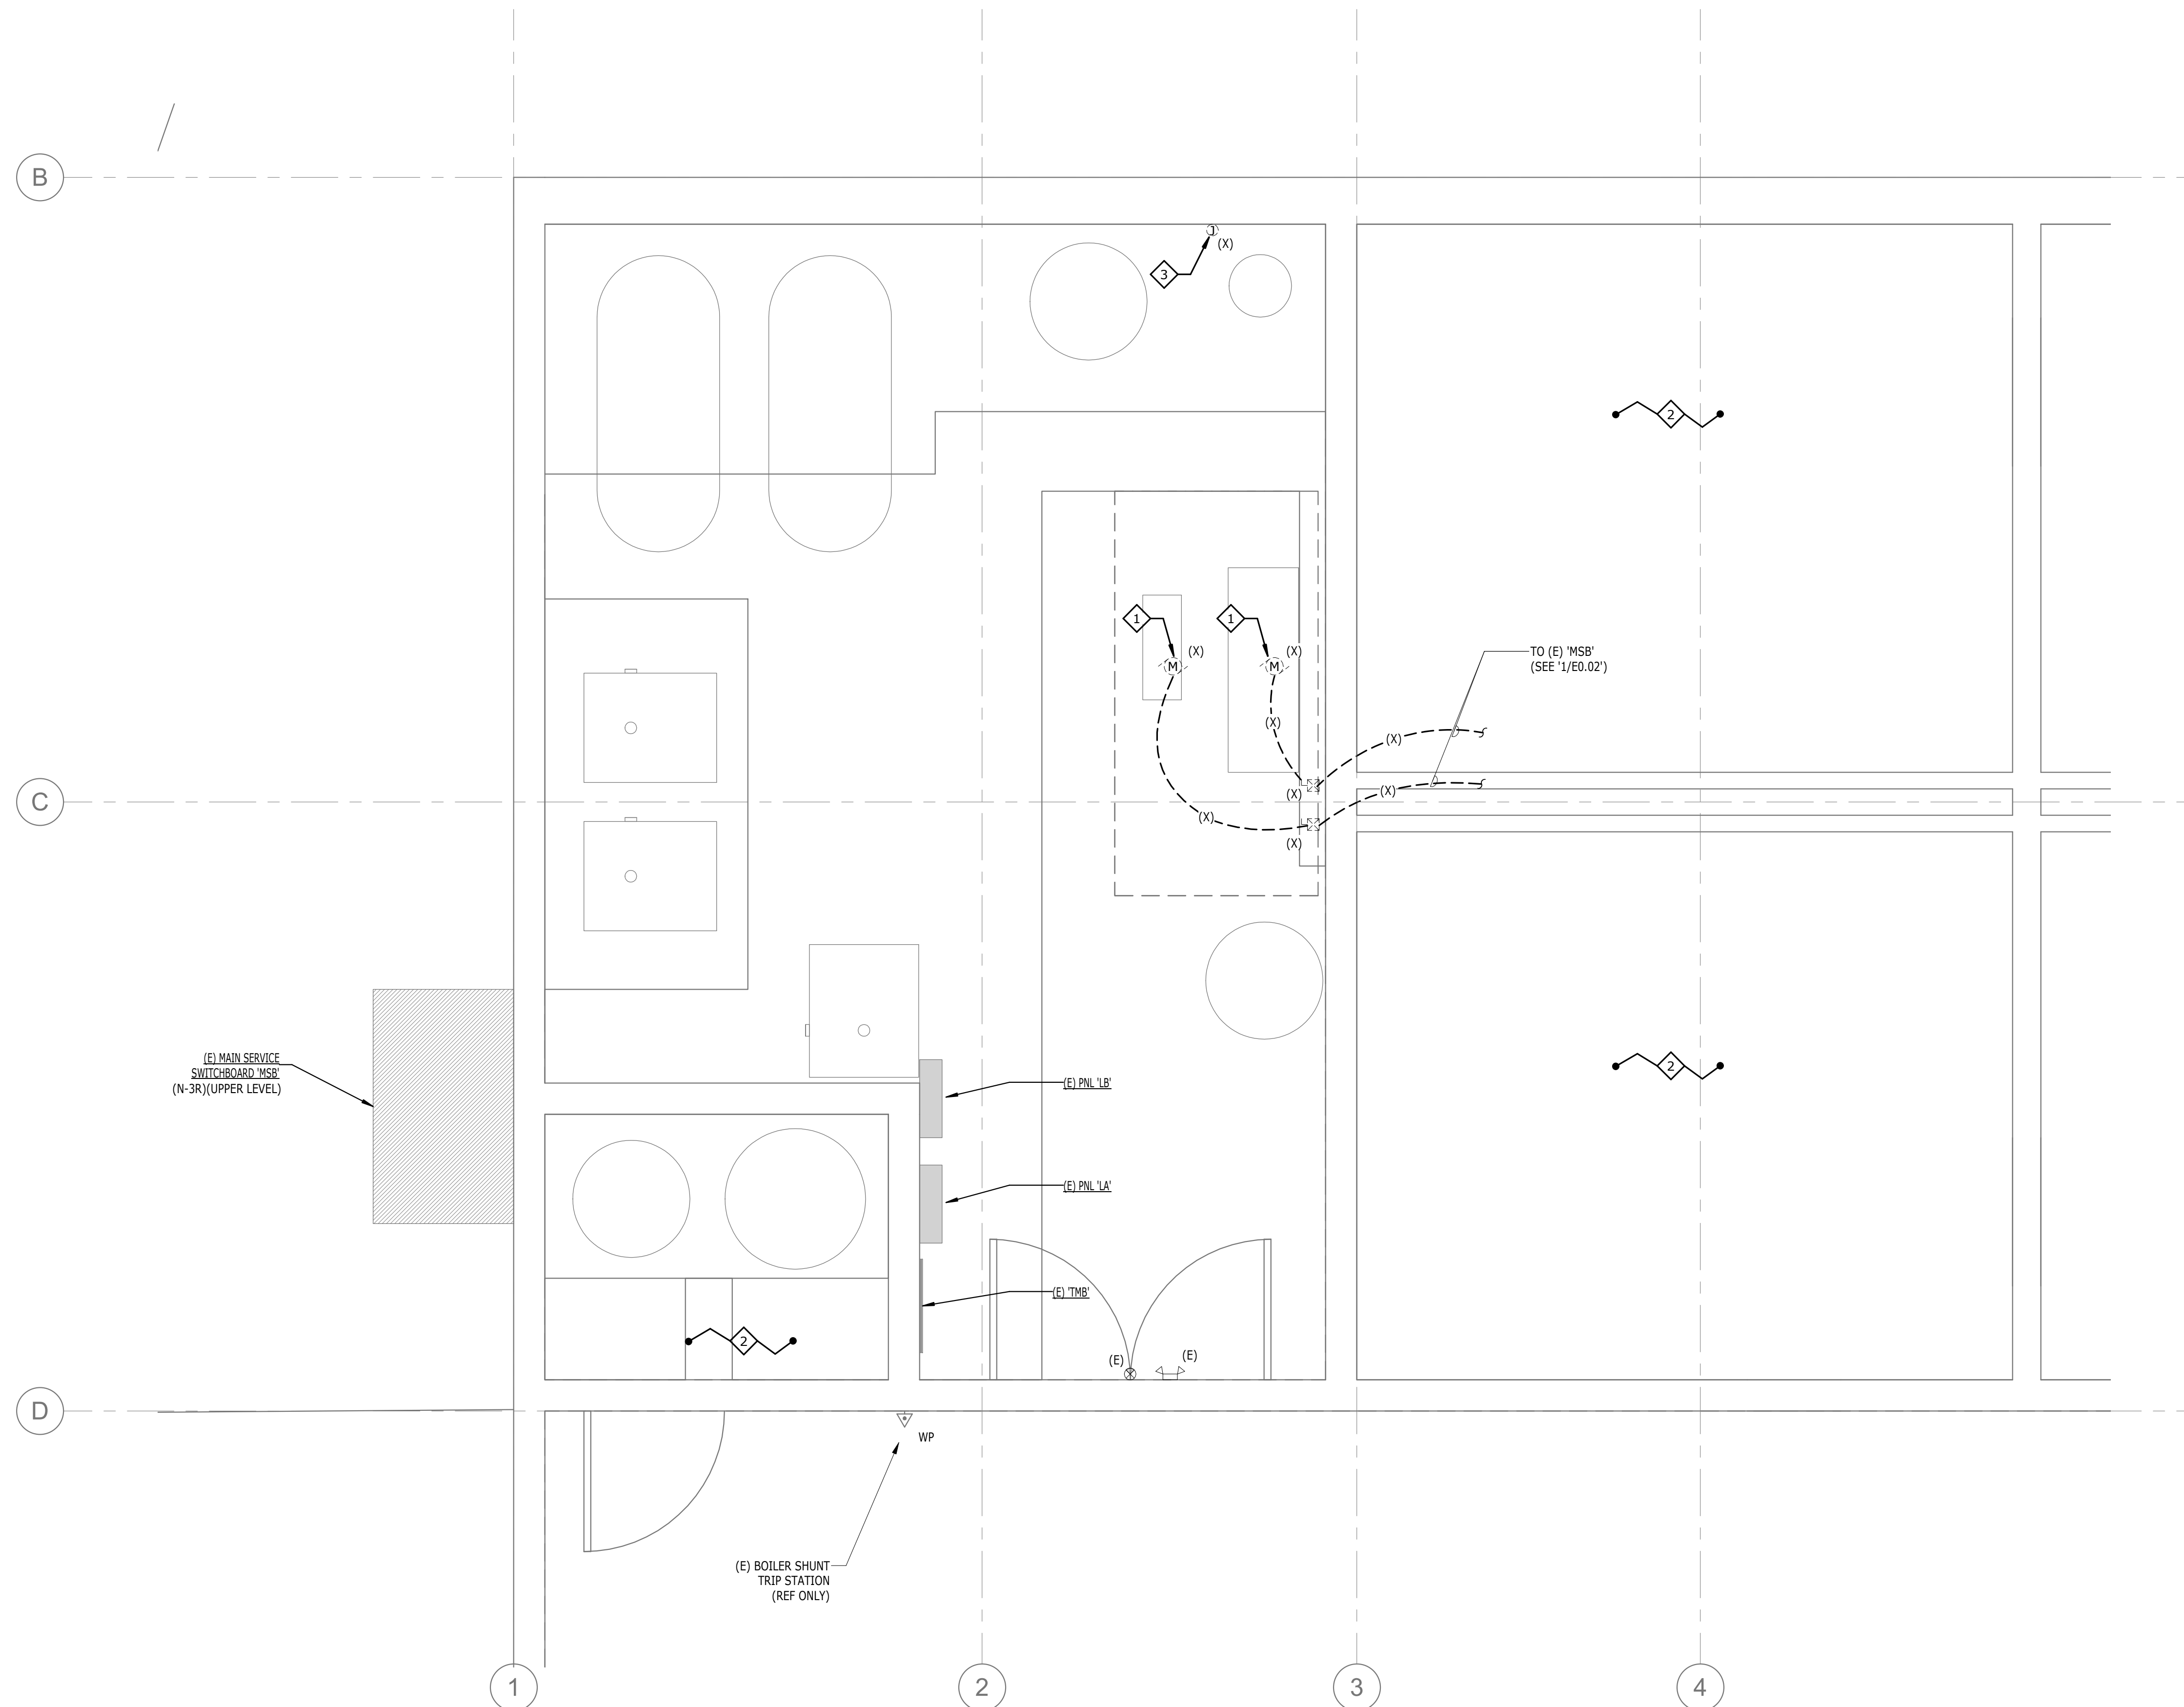 B
J
(X)
3
2
1
1
(X)
(X)
M
M
TO (E) 'MSB'
(SEE '1/E0.02')
(X)
(X)
(X)
(X)
C
(X)
(X)
(E) MAIN SERVICE
SWITCHBOARD 'MSB'
(N-3R)(UPPER LEVEL)
(E) PNL 'LB'
2
(E) PNL 'LA'
(E) 'TMB'
2
(E)
(E)
D
WP
(E) BOILER SHUNT
TRIP STATION
(REF ONLY)
1
2
3
4